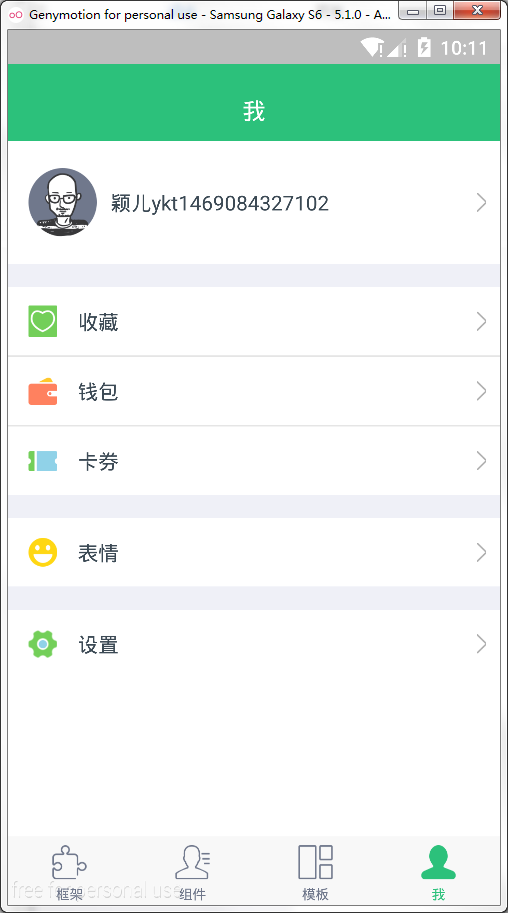 Genymotion for personal use - Samsung Galaxy S6 - 5.1.0 - A...
10:11
我
颖儿ykt1469084327102
收藏
钱包
卡券
表情
设置
框架
组件
模板
我
free for personal use